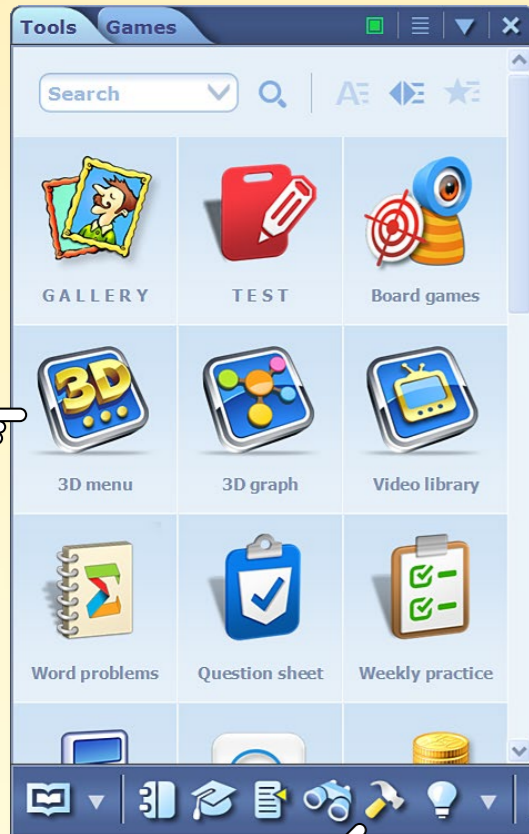 Tools Games
Search
GALLERY TEST Board games
3D
3D menu 3D graph Video library
Word problems Question sheet Weekly practice